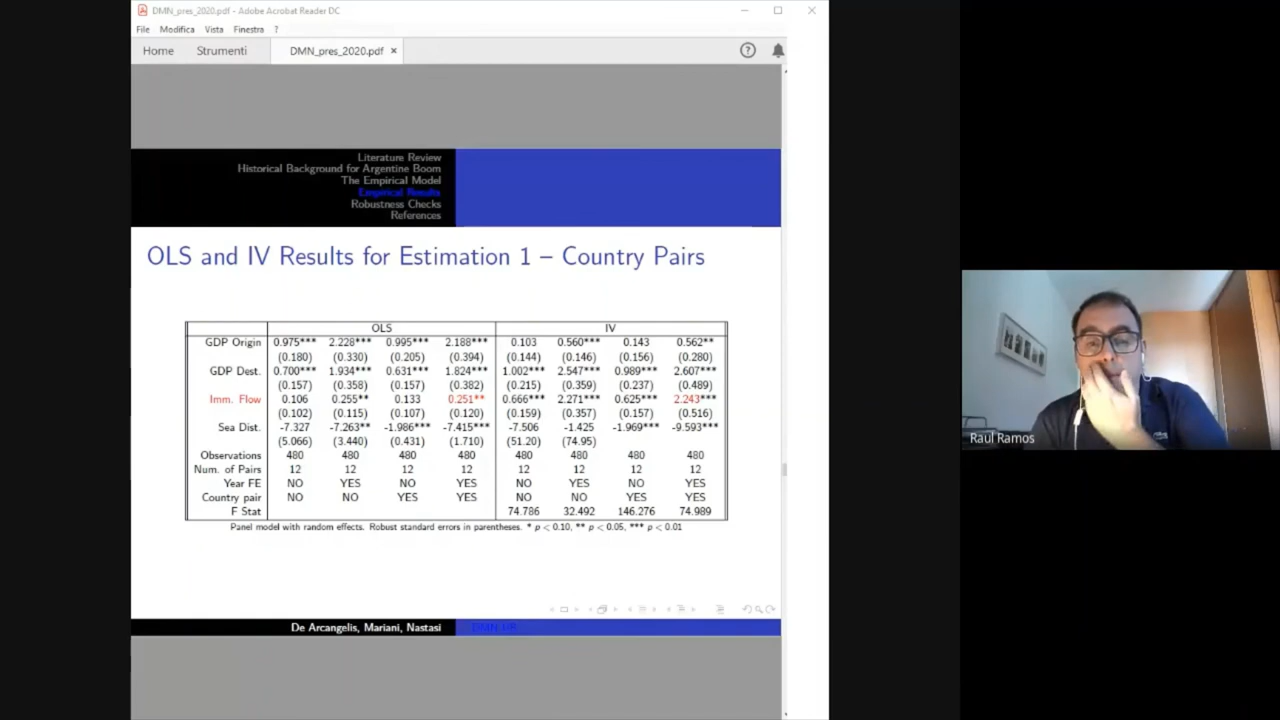 DMN_pres_2020.pdf - Adobe Acrobat Reader DC
File Modifica Vista Finestra ?
Home Strumenti DMN_pres_2020.pdf ×
Literature Review
Historical Background for Argentine Boom
The Empirical Model
Empirical Results
Robustness Checks
References
OLS and IV Results for Estimation 1 – Country Pairs
OLS IV
GDP Origin 0.975*** 2.228*** 0.995*** 2.188*** 0.103 0.560*** 0.143 0.562**
(0.180) (0.330) (0.205) (0.394) (0.144) (0.146) (0.156) (0.280)
GDP Dest. 0.700*** 1.934*** 0.631*** 1.824*** 1.002*** 2.547*** 0.989*** 2.607***
(0.157) (0.358) (0.157) (0.382) (0.215) (0.359) (0.237) (0.489)
Imm. Flow 0.106 0.255** 0.133 0.251** 0.666*** 2.271*** 0.625*** 2.243***
(0.102) (0.115) (0.107) (0.120) (0.159) (0.357) (0.157) (0.516)
Sea Dist. -7.327 -7.263** -1.986*** -7.415*** -7.506 -1.425 -1.969*** -9.593***
(5.066) (3.440) (0.431) (1.710) (51.20) (74.95)
Observations 480 480 480 480 480 480 480 480
Num. of Pairs 12 12 12 12 12 12 12 12
Year FE NO YES NO YES NO YES NO YES
Country pair NO NO YES YES NO NO YES YES
F Stat 74.786 32.492 146.276 74.989
Panel model with random effects. Robust standard errors in parentheses. * p < 0.10, ** p < 0.05, *** p < 0.01
De Arcangelis, Mariani, Nastasi DMN-UB
Raul Ramos